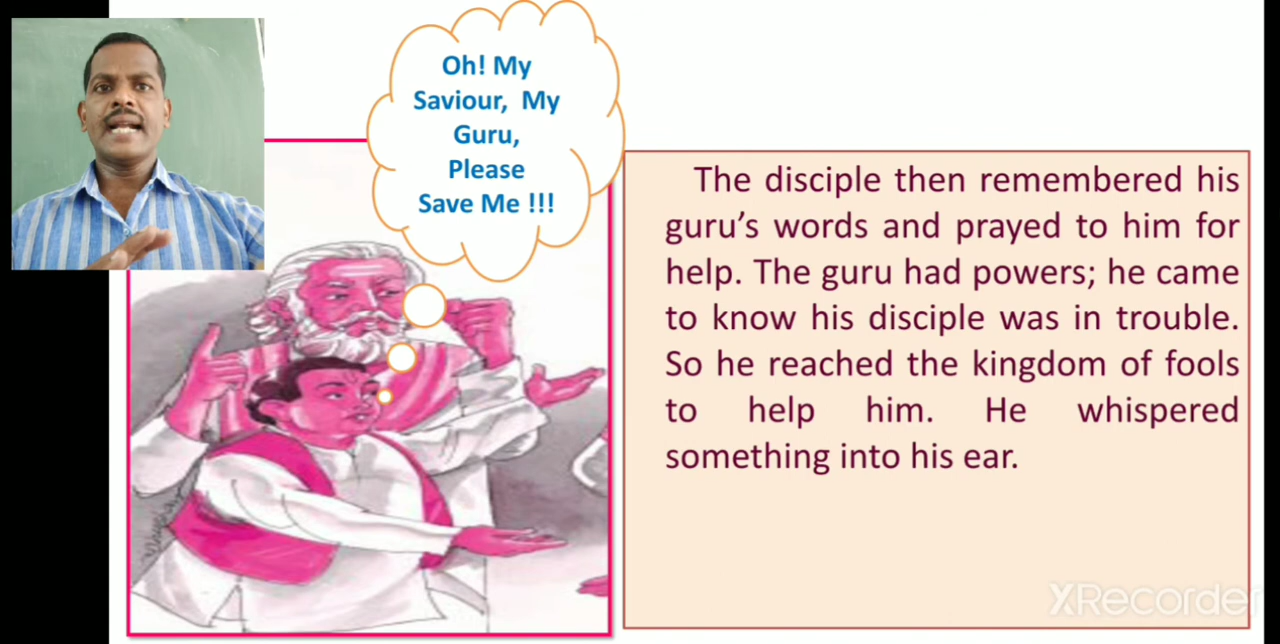 Oh! My
Saviour, My
Guru,
Please
Save Me !!!
The disciple then remembered his
guru’s words and prayed to him for
help. The guru had powers; he came
to know his disciple was in trouble.
So he reached the kingdom of fools
to help him. He whispered
something into his ear.
XRecorder